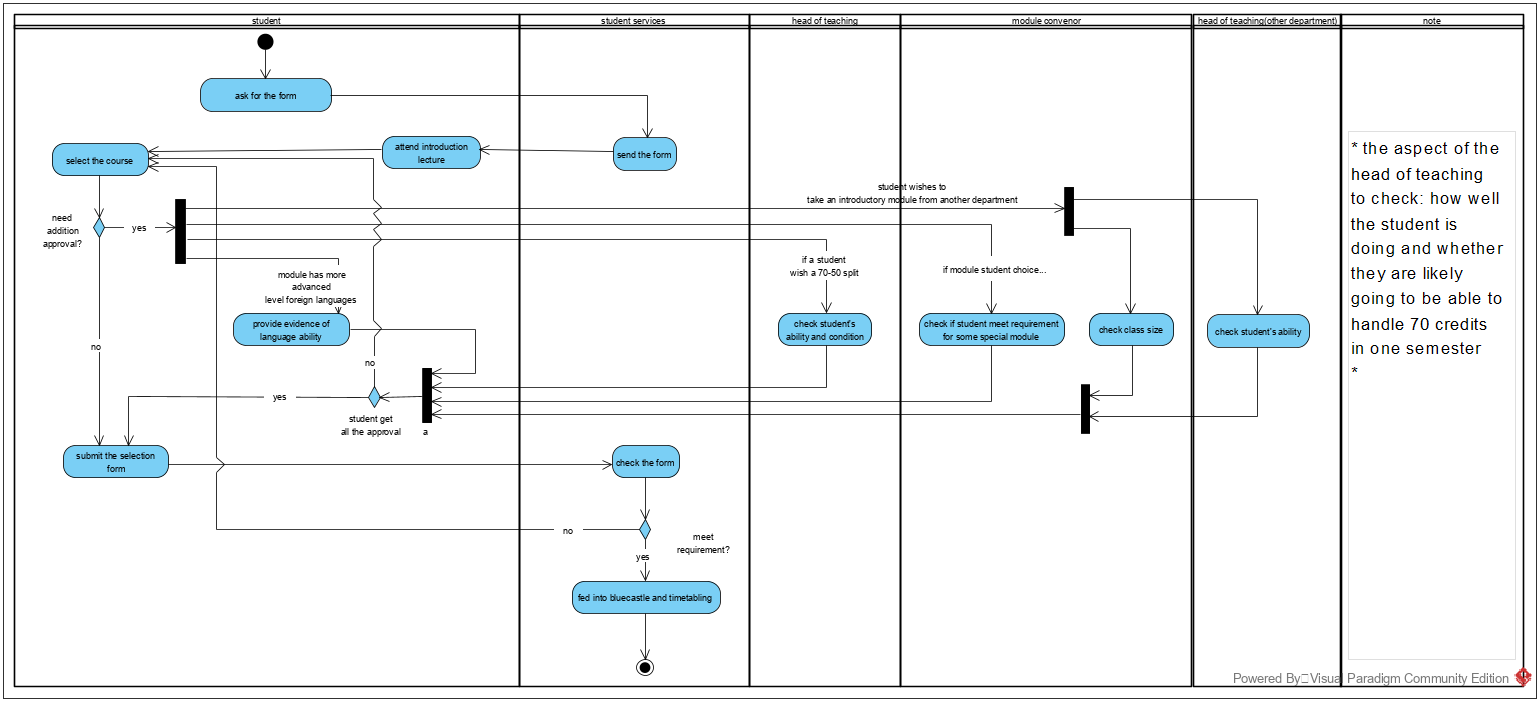 student
student services
head of teaching
module convenor
head of teaching(other department)
note
ask for the form
select the course
attend introduction
lecture
send the form
* the aspect of the
head of teaching
to check: how well
the student is
doing and whether
they are likely
going to be able to
handle 70 credits
in one semester
*
student wishes to
take an introductory module from another department
need
addition
approval?
yes
if a student
wish a 70-50 split
if module student choice...
module has more
advanced
level foreign languages
provide evidence of
language ability
check student's
ability and condition
check if student meet requirement
for some special module
check class size
check student's ability
no
no
yes
student get
all the approval
a
submit the selection
form
check the form
no
meet
requirement?
yes
fed into bluecastle and timetabling
Powered By□Visual Paradigm Community Edition